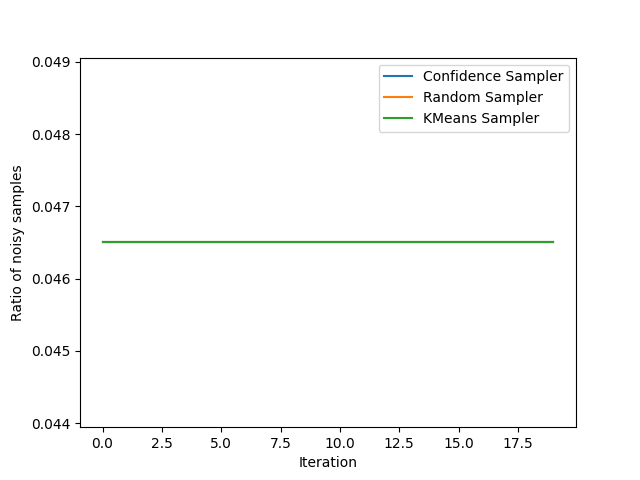 0.049
0.048
0.047
0.046
0.045
0.044
Ratio of noisy samples
Confidence Sampler
Random Sampler
KMeans Sampler
0.0 2.5 5.0 7.5 10.0 12.5 15.0 17.5
Iteration